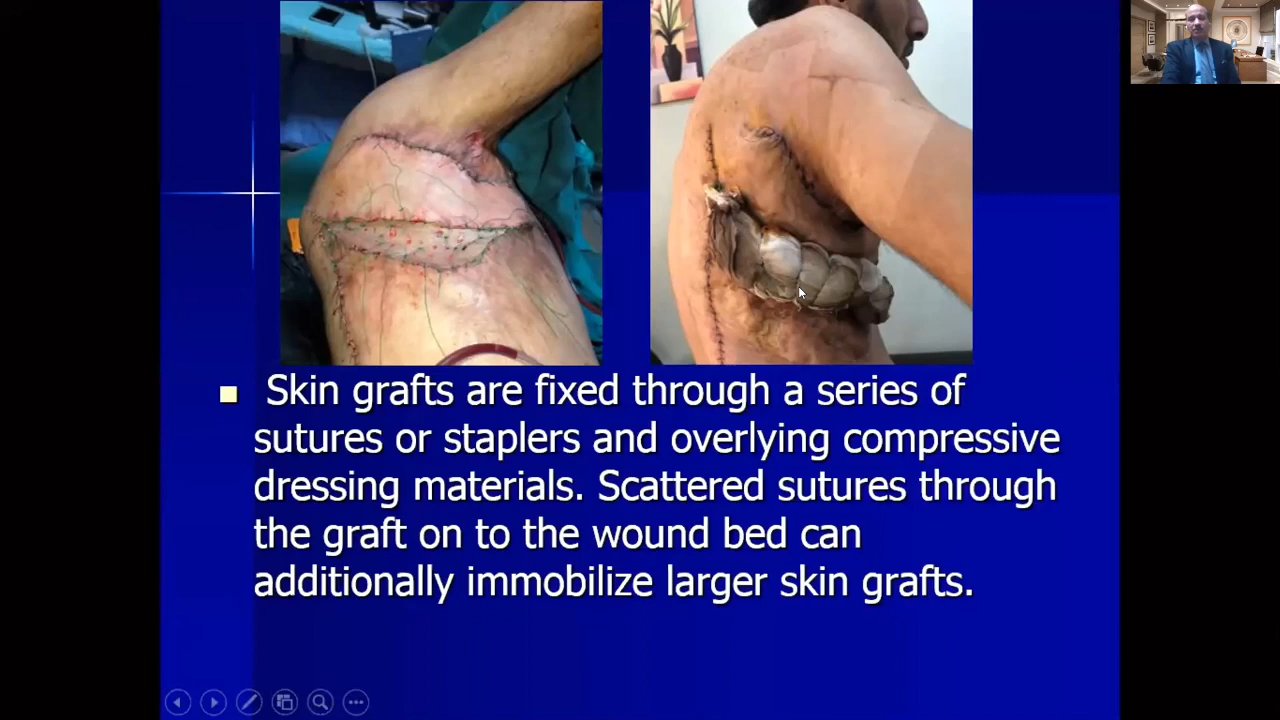 Skin grafts are fixed through a series of
sutures or staplers and overlying compressive
dressing materials. Scattered sutures through
the graft on to the wound bed can
additionally immobilize larger skin grafts.